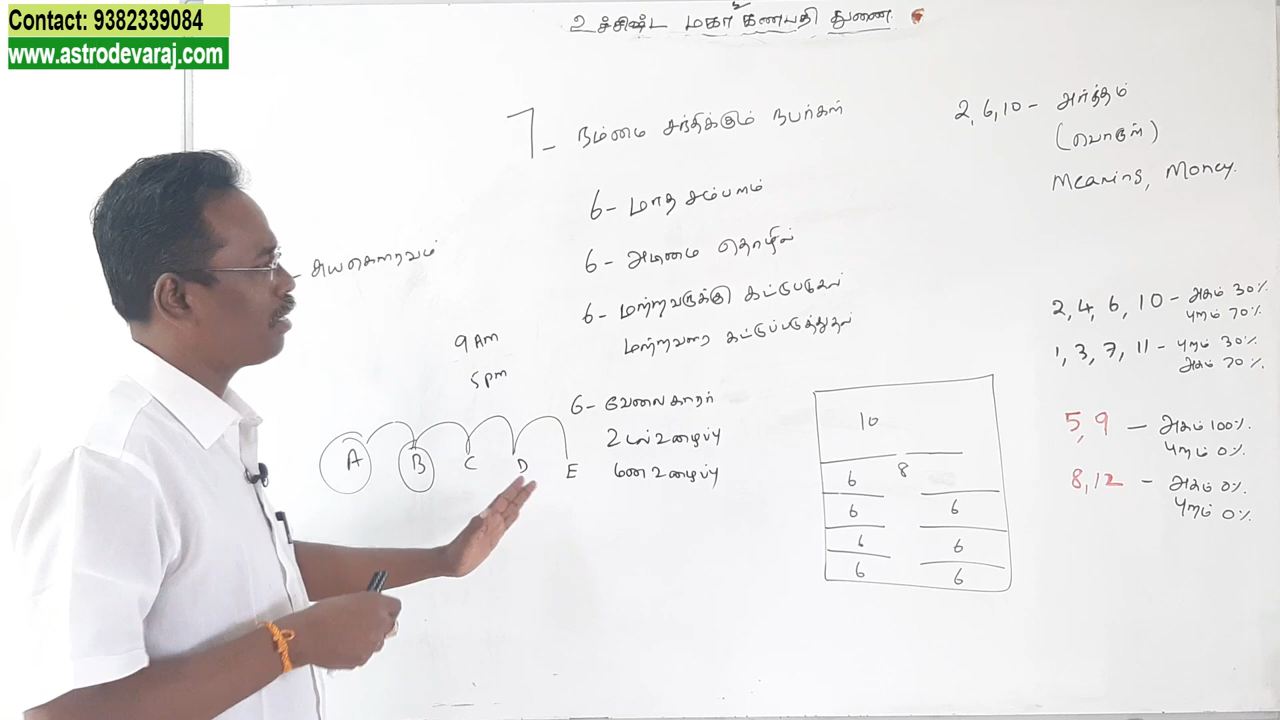 Contact: 9382339084
www.astrodevaraj.com
உச்சிஷ்ட மகா கணபதி துணை
7 - நம்மை சந்திக்கும் நபர்கள்
6 - மாத சம்பளம்
6 - அடிமை தொழில்
6 - மற்றவருக்கு கட்டுபடுதல்
மற்றவரை கட்டுப்படுத்துதல்
6 - வேலைகாரர்
உடல் உழைப்பு
மண உழைப்பு
- சுயகௌரவம்
9 Am
5 pm
A B C D E
10
8
6
6 6
6 6
6 6
2, 6, 10 - அர்த்தம்
(பொருள்)
Meaning, Money.
2, 4, 6, 10 - அகம் 30%
புறம் 70%
1, 3, 7, 11 - புறம் 30%
அகம் 70%.
5, 9 - அகம் 100%.
புறம் 0%.
8, 12 - அகம் 0%.
புறம் 0%.